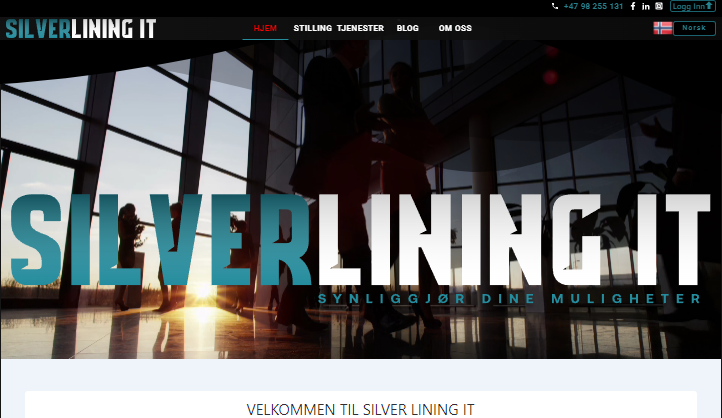 +47 98 255 131 Logg Inn
SILVERLINING IT
HJEM STILLING TJENESTER BLOG OM OSS
Norsk
SILVERLINING IT
SYNLIGGJØR DINE MULIGHETER
VELKOMMEN TIL SILVER LINING IT